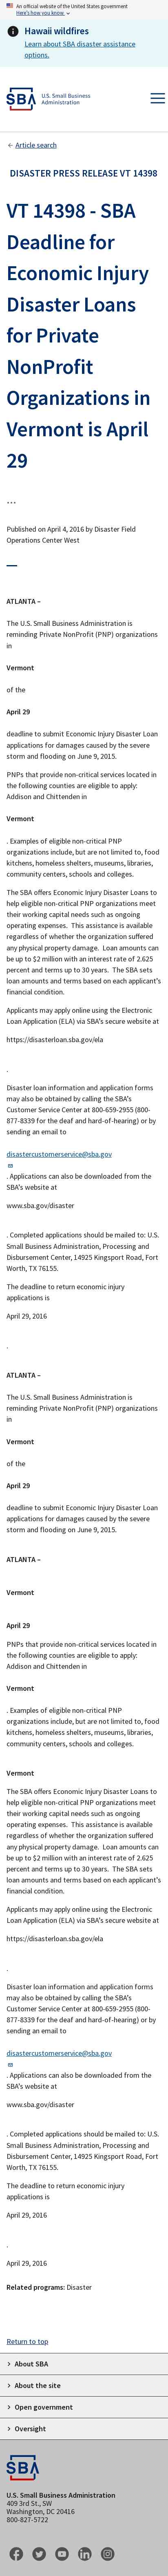 An official website of the United States government
Here's how you know
Hawaii wildfires
Learn about SBA disaster assistance
options.
SBA
U.S. Small Business
Administration
Article search
DISASTER PRESS RELEASE VT 14398
VT 14398 - SBA
Deadline for
Economic Injury
Disaster Loans
for Private
NonProfit
Organizations in
Vermont is April
29
...
Published on April 4, 2016 by Disaster Field
Operations Center West
ATLANTA –
The U.S. Small Business Administration is
reminding Private NonProfit (PNP) organizations
in
Vermont
of the
April 29
deadline to submit Economic Injury Disaster Loan
applications for damages caused by the severe
storm and flooding on June 9, 2015.
PNPs that provide non-critical services located in
the following counties are eligible to apply:
Addison and Chittenden in
Vermont
. Examples of eligible non-critical PNP
organizations include, but are not limited to, food
kitchens, homeless shelters, museums, libraries,
community centers, schools and colleges.
The SBA offers Economic Injury Disaster Loans to
help eligible non-critical PNP organizations meet
their working capital needs such as ongoing
operating expenses.  This assistance is available
regardless of whether the organization suffered
any physical property damage.  Loan amounts can
be up to $2 million with an interest rate of 2.625
percent and terms up to 30 years.  The SBA sets
loan amounts and terms based on each applicant's
financial condition.
Applicants may apply online using the Electronic
Loan Application (ELA) via SBA's secure website at
https://disasterloan.sba.gov/ela
.
Disaster loan information and application forms
may also be obtained by calling the SBA's
Customer Service Center at 800-659-2955 (800-
877-8339 for the deaf and hard-of-hearing) or by
sending an email to
disastercustomerservice@sba.gov
. Applications can also be downloaded from the
SBA's website at
www.sba.gov/disaster
. Completed applications should be mailed to: U.S.
Small Business Administration, Processing and
Disbursement Center, 14925 Kingsport Road, Fort
Worth, TX 76155.
The deadline to return economic injury
applications is
April 29, 2016
.
ATLANTA –
The U.S. Small Business Administration is
reminding Private NonProfit (PNP) organizations
in
Vermont
of the
April 29
deadline to submit Economic Injury Disaster Loan
applications for damages caused by the severe
storm and flooding on June 9, 2015.
ATLANTA –
Vermont
April 29
PNPs that provide non-critical services located in
the following counties are eligible to apply:
Addison and Chittenden in
Vermont
. Examples of eligible non-critical PNP
organizations include, but are not limited to, food
kitchens, homeless shelters, museums, libraries,
community centers, schools and colleges.
Vermont
The SBA offers Economic Injury Disaster Loans to
help eligible non-critical PNP organizations meet
their working capital needs such as ongoing
operating expenses.  This assistance is available
regardless of whether the organization suffered
any physical property damage.  Loan amounts can
be up to $2 million with an interest rate of 2.625
percent and terms up to 30 years.  The SBA sets
loan amounts and terms based on each applicant's
financial condition.
Applicants may apply online using the Electronic
Loan Application (ELA) via SBA's secure website at
https://disasterloan.sba.gov/ela
.
Disaster loan information and application forms
may also be obtained by calling the SBA's
Customer Service Center at 800-659-2955 (800-
877-8339 for the deaf and hard-of-hearing) or by
sending an email to
disastercustomerservice@sba.gov
. Applications can also be downloaded from the
SBA's website at
www.sba.gov/disaster
. Completed applications should be mailed to: U.S.
Small Business Administration, Processing and
Disbursement Center, 14925 Kingsport Road, Fort
Worth, TX 76155.
The deadline to return economic injury
applications is
April 29, 2016
.
April 29, 2016
Related programs: Disaster
Return to top
About SBA
About the site
Open government
Oversight
SBA
U.S. Small Business Administration
409 3rd St., SW
Washington, DC 20416
800-827-5722